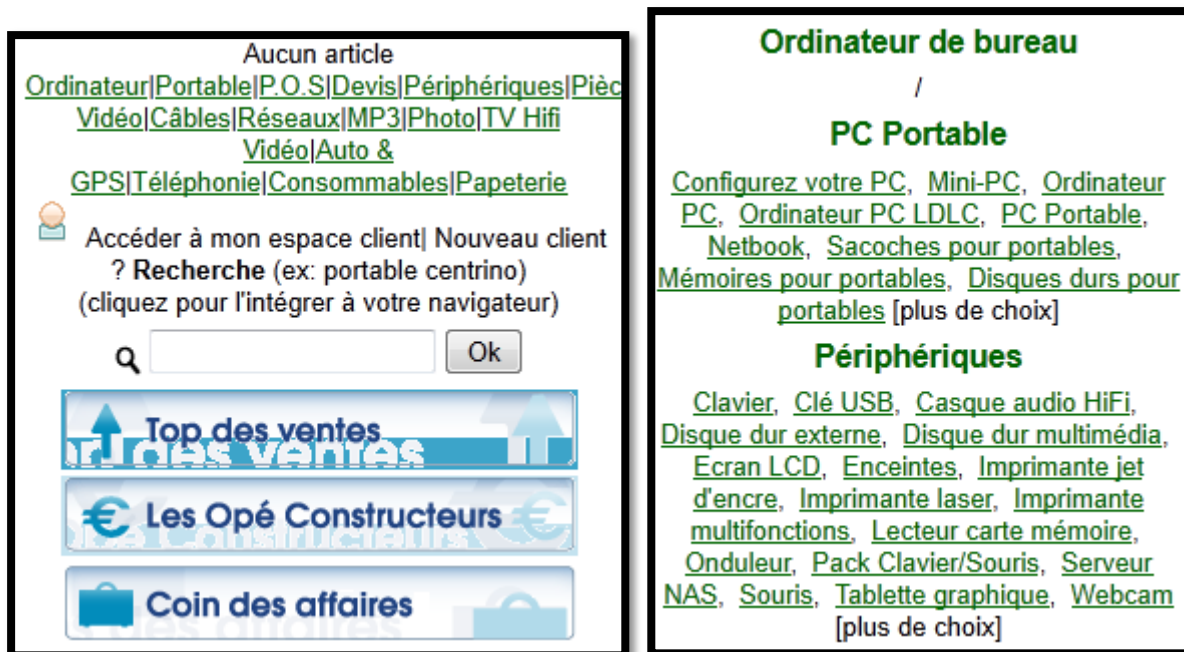 Aucun article
Ordinateur|Portable|P.O.S|Devis|Périphériques|Pièc
Vidéo|Câbles|Réseaux|MP3|Photo|TV Hifi
Vidéo|Auto &
GPS|Téléphonie|Consommables|Papeterie
Accéder à mon espace client| Nouveau client
? Recherche (ex: portable centrino)
(cliquez pour l'intégrer à votre navigateur)
Ok
Top des ventes
Les Opé Constructeurs
Coin des affaires
Ordinateur de bureau
/
PC Portable
Configurez votre PC, Mini-PC, Ordinateur
PC, Ordinateur PC LDLC, PC Portable,
Netbook, Sacoches pour portables,
Mémoires pour portables, Disques durs pour
portables [plus de choix]
Périphériques
Clavier, Clé USB, Casque audio HiFi,
Disque dur externe, Disque dur multimédia,
Ecran LCD, Enceintes, Imprimante jet
d'encre, Imprimante laser, Imprimante
multifonctions, Lecteur carte mémoire,
Onduleur, Pack Clavier/Souris, Serveur
NAS, Souris, Tablette graphique, Webcam
[plus de choix]